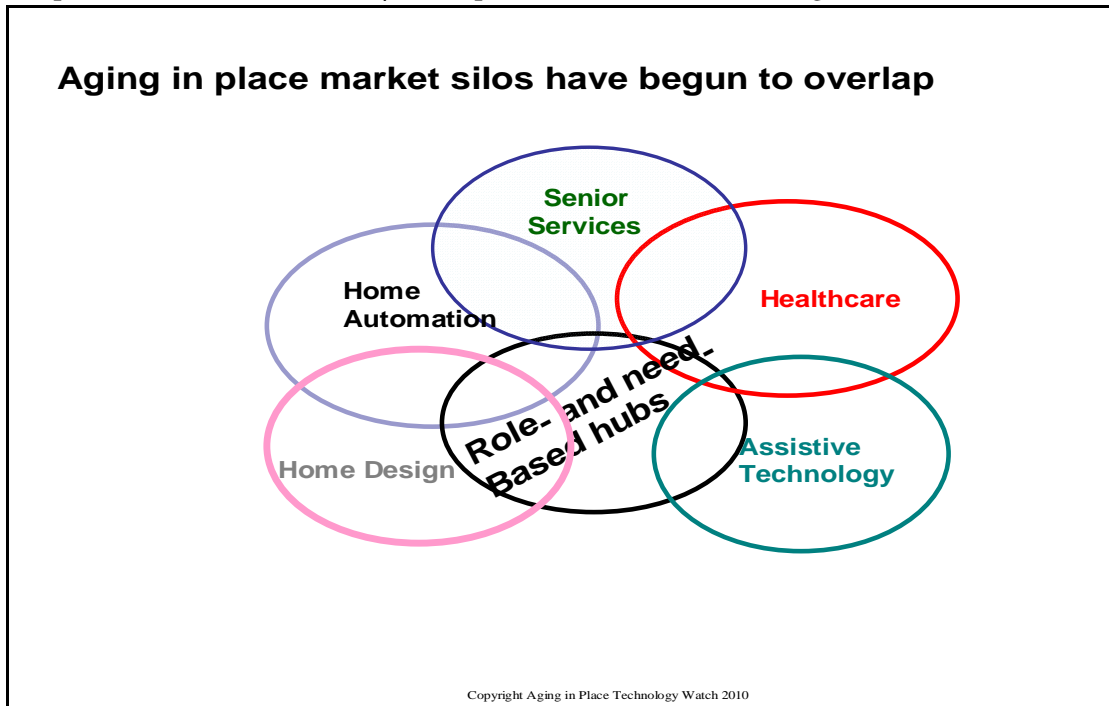 Aging in place market silos have begun to overlap
Senior
Services
Home
Automation
Healthcare
Role- and need-
Based hubs
Home Design
Assistive
Technology
Copyright Aging in Place Technology Watch 2010